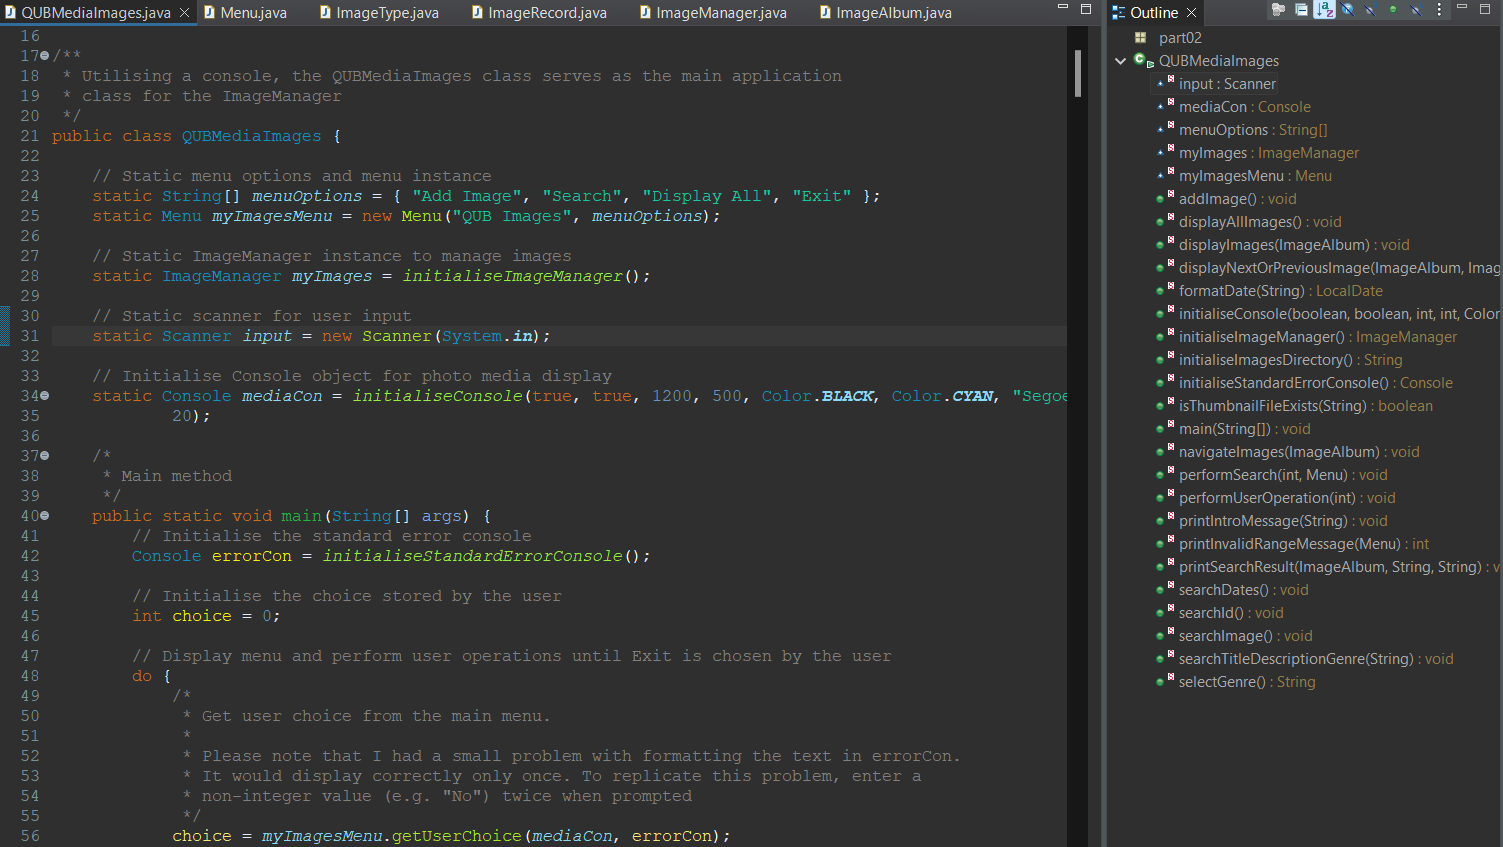 QUBMediaImages.java
Menu.java
ImageType.java
ImageRecord.java
ImageManager.java
ImageAlbum.java
16
17 /**
18  * Utilising a console, the QUBMediaImages class serves as the main application
19  * class for the ImageManager
20  */
21 public class QUBMediaImages {
22
23     // Static menu options and menu instance
24     static String[] menuOptions = { "Add Image", "Search", "Display All", "Exit" };
25     static Menu myImagesMenu = new Menu("QUB Images", menuOptions);
26
27     // Static ImageManager instance to manage images
28     static ImageManager myImages = initialiseImageManager();
29
30     // Static scanner for user input
31     static Scanner input = new Scanner(System.in);
32
33     // Initialise Console object for photo media display
34     static Console mediaCon = initialiseConsole(true, true, 1200, 500, Color.BLACK, Color.CYAN, "Segoe
35             20);
36
37     /*
38      * Main method
39      */
40     public static void main(String[] args) {
41         // Initialise the standard error console
42         Console errorCon = initialiseStandardErrorConsole();
43
44         // Initialise the choice stored by the user
45         int choice = 0;
46
47         // Display menu and perform user operations until Exit is chosen by the user
48         do {
49             /*
50              * Get user choice from the main menu.
51              *
52              * Please note that I had a small problem with formatting the text in errorCon.
53              * It would display correctly only once. To replicate this problem, enter a
54              * non-integer value (e.g. "No") twice when prompted
55              */
56             choice = myImagesMenu.getUserChoice(mediaCon, errorCon);
Outline
part02
QUBMediaImages
input : Scanner
mediaCon : Console
menuOptions : String[]
myImages : ImageManager
myImagesMenu : Menu
addImage() : void
displayAllImages() : void
displayImages(ImageAlbum) : void
displayNextOrPreviousImage(ImageAlbum, Imag
formatDate(String) : LocalDate
initialiseConsole(boolean, boolean, int, int, Color
initialiseImageManager() : ImageManager
initialiseImagesDirectory() : String
initialiseStandardErrorConsole() : Console
isThumbnailFileExists(String) : boolean
main(String[]) : void
navigateImages(ImageAlbum) : void
performSearch(int, Menu) : void
performUserOperation(int) : void
printIntroMessage(String) : void
printInvalidRangeMessage(Menu) : int
printSearchResult(ImageAlbum, String, String) : v
searchDates() : void
searchId() : void
searchImage() : void
searchTitleDescriptionGenre(String) : void
selectGenre() : String